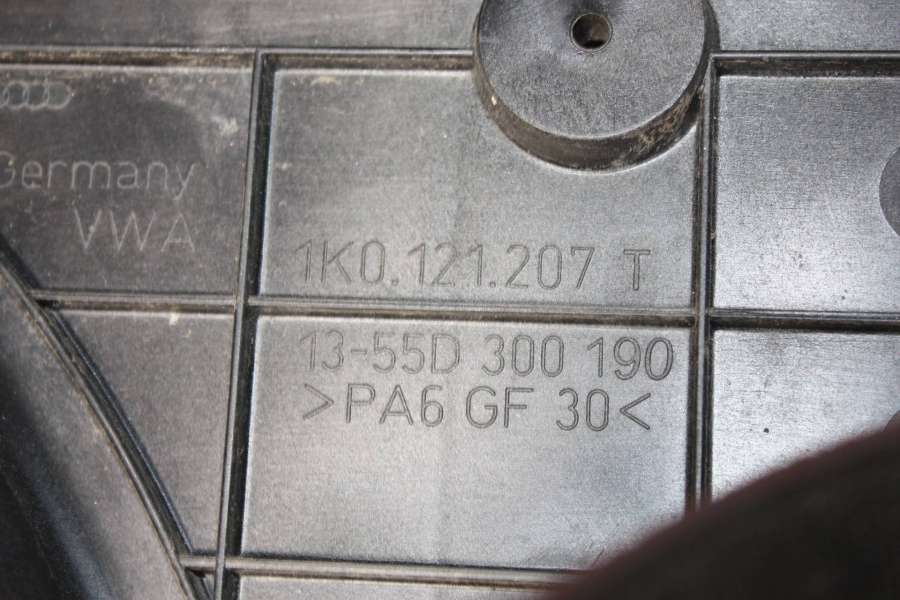 Germany
VWA
1K0.121.207 T
13-55D 300 190
>PA6 GF 30<